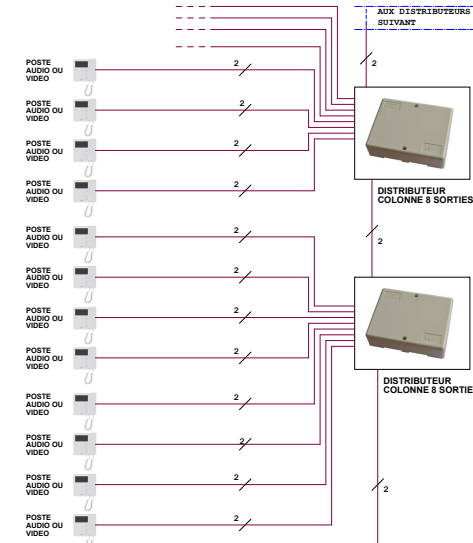 AUX DISTRIBUTEURS
SUIVANT
2
POSTE
AUDIO OU
VIDEO
2
POSTE
AUDIO OU
VIDEO
2
POSTE
AUDIO OU
VIDEO
2
POSTE
AUDIO OU
VIDEO
2
DISTRIBUTEUR
COLONNE 8 SORTIES
POSTE
AUDIO OU
VIDEO
2
2
POSTE
AUDIO OU
VIDEO
2
POSTE
AUDIO OU
VIDEO
2
POSTE
AUDIO OU
VIDEO
2
DISTRIBUTEUR
COLONNE 8 SORTIE
POSTE
AUDIO OU
VIDEO
2
POSTE
AUDIO OU
VIDEO
2
POSTE
AUDIO OU
VIDEO
2
2
POSTE
AUDIO OU
VIDEO
2